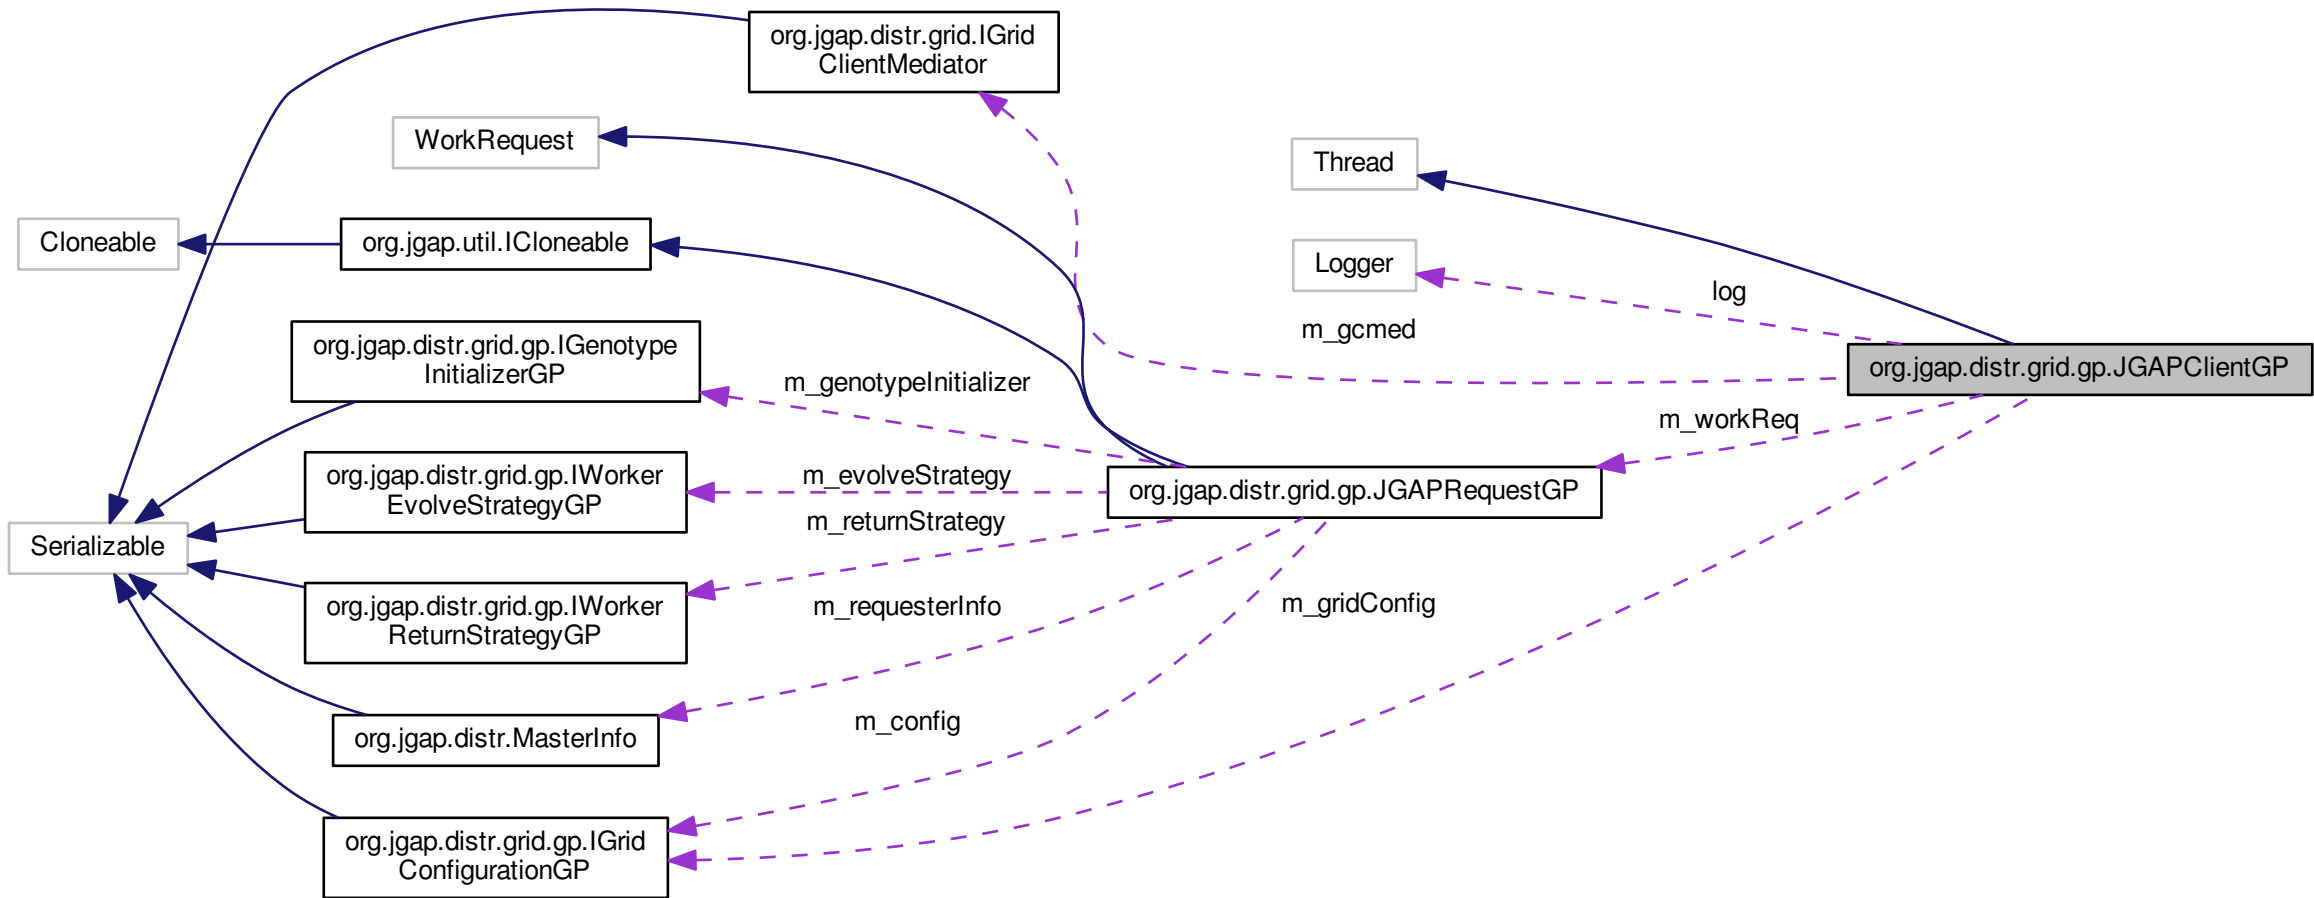 org.jgap.distr.grid.IGrid
ClientMediator
WorkRequest
Thread
Cloneable
org.jgap.util.ICloneable
Logger
log
m_gcmed
org.jgap.distr.grid.gp.IGenotype
InitializerGP
m_genotypeInitializer
org.jgap.distr.grid.gp.JGAPClientGP
m_workReq
org.jgap.distr.grid.gp.IWorker
EvolveStrategyGP
m_evolveStrategy
org.jgap.distr.grid.gp.JGAPRequestGP
m_returnStrategy
Serializable
org.jgap.distr.grid.gp.IWorker
ReturnStrategyGP
m_requesterInfo
m_gridConfig
org.jgap.distr.MasterInfo
m_config
org.jgap.distr.grid.gp.IGrid
ConfigurationGP